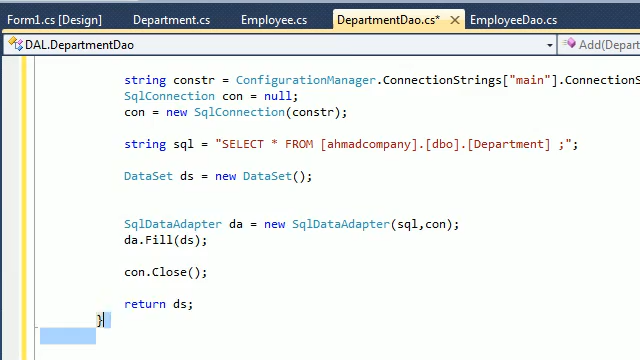 Form1.cs [Design] Department.cs Employee.cs DepartmentDao.cs* EmployeeDao.cs
DAL.DepartmentDao Add(Depar
string constr = ConfigurationManager.ConnectionStrings["main"].ConnectionS
SqlConnection con = null;
con = new SqlConnection(constr);
string sql = "SELECT * FROM [ahmadcompany].[dbo].[Department] ;";
DataSet ds = new DataSet();
SqlDataAdapter da = new SqlDataAdapter(sql,con);
da.Fill(ds);
con.Close();
return ds;
}